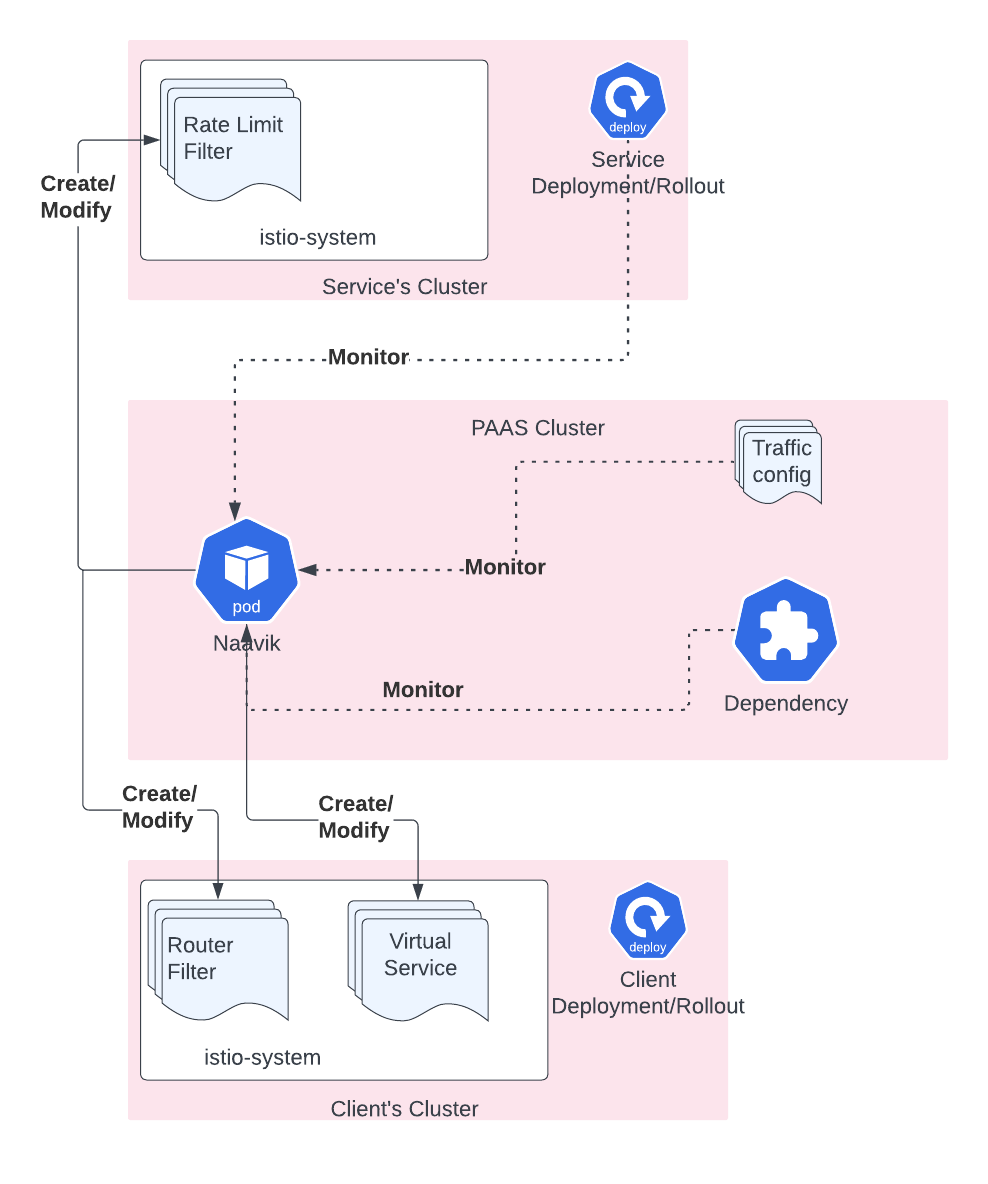 Rate Limit
Filter
deploy
Service
Deployment/Rollout
Create/
Modify
istio-system
Service's Cluster
Monitor
PAAS Cluster
Traffic
config
Monitor
pod
Naavik
Monitor
Dependency
Create/
Modify
Create/
Modify
Router
Filter
Virtual
Service
deploy
Client
Deployment/Rollout
istio-system
Client's Cluster